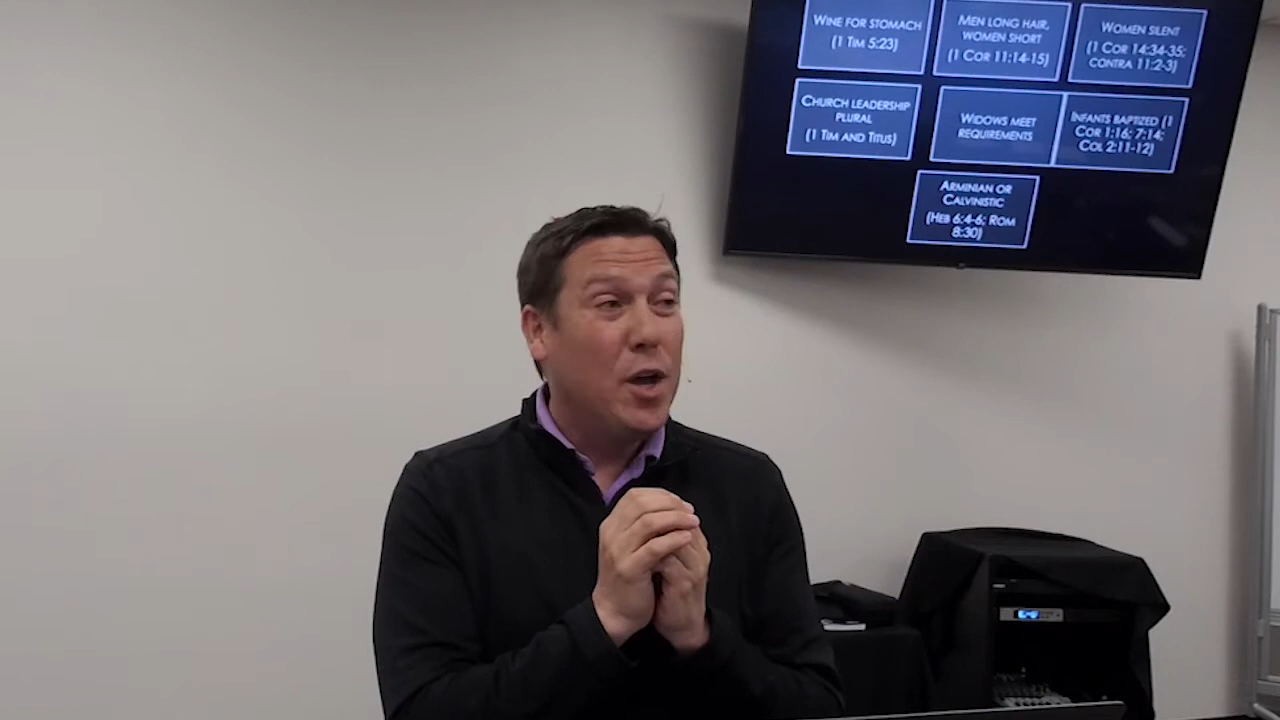 Wine for stomach
(1 Tim 5:23)
Men long hair,
women short
(1 Cor 11:14-15)
Women silent
(1 Cor 14:34-35;
contra 11:2-3)
Church leadership
plural
(1 Tim and Titus)
Widows meet
requirements
Infants baptized (1
Cor 1:16; 7:14;
Col 2:11-12)
Arminian or
Calvinistic
(Heb 6:4-6; Rom
8:30)